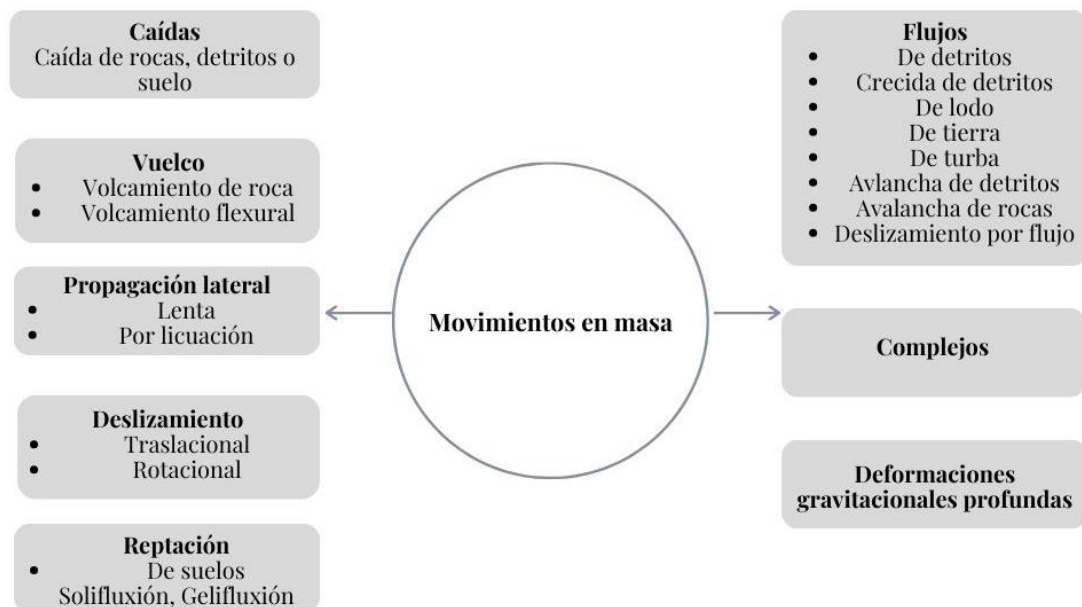 Caídas
Caída de rocas, detritos o
suelo
Vuelco
• Volcamiento de roca
• Volcamiento flexural
Propagación lateral
• Lenta
• Por licuación
Deslizamiento
• Traslacional
• Rotacional
Reptación
• De suelos
Solifluxión, Gelifluxión
Movimientos en masa
Flujos
• De detritos
• Crecida de detritos
• De lodo
• De tierra
• De turba
• Avlancha de detritos
• Avalancha de rocas
• Deslizamiento por flujo
Complejos
Deformaciones
gravitacionales profundas